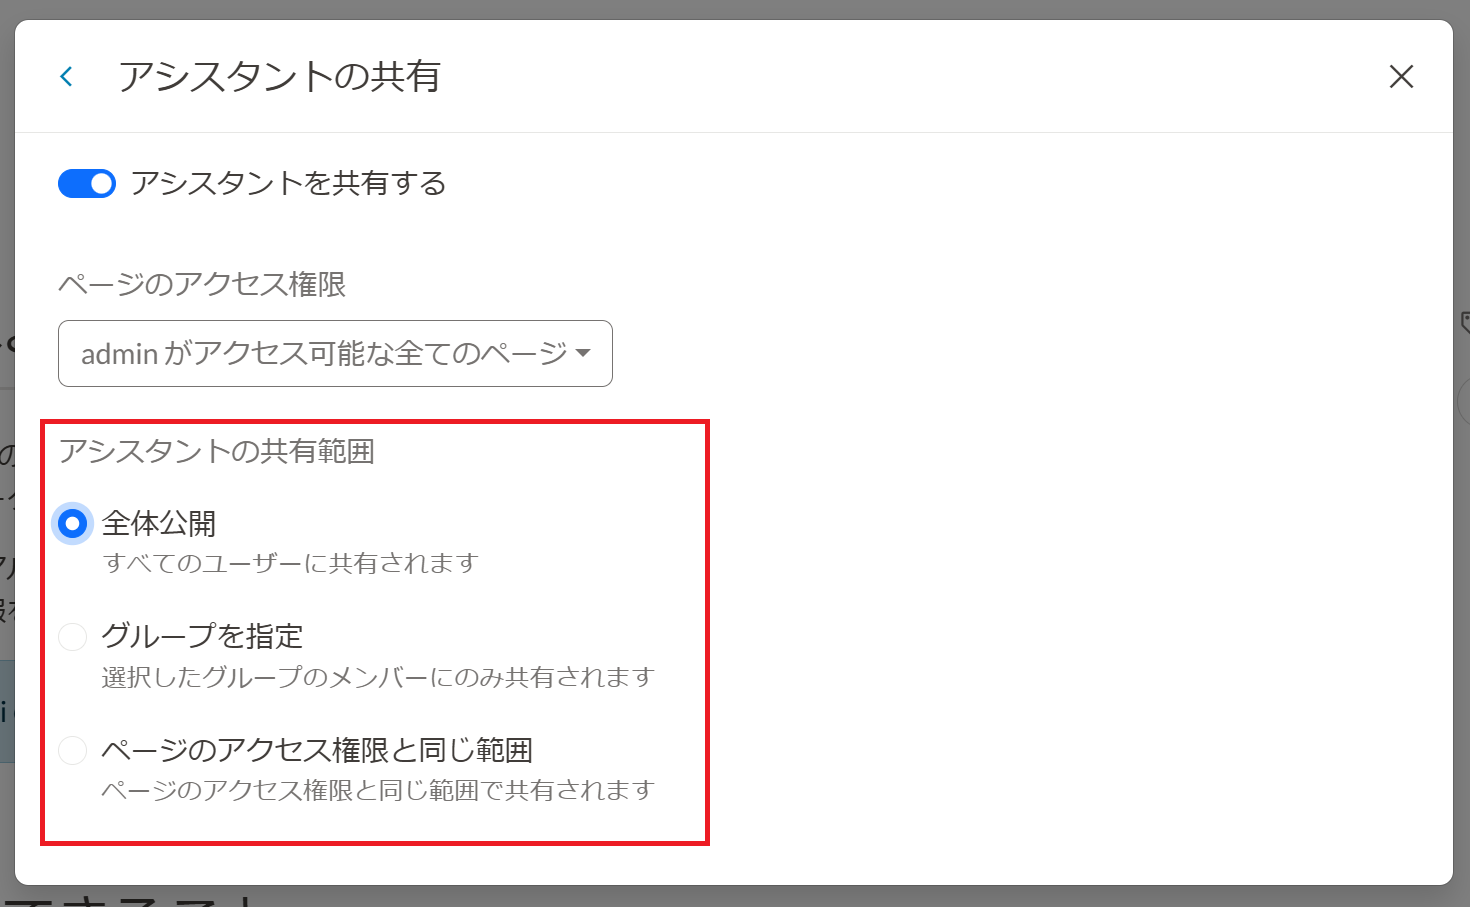 アシスタントの共有
アシスタントを共有する
ページのアクセス権限
admin がアクセス可能な全てのページ
アシスタントの共有範囲
全体公開
すべてのユーザーに共有されます
グループを指定
選択したグループのメンバーにのみ共有されます
ページのアクセス権限と同じ範囲
ページのアクセス権限と同じ範囲で共有されます